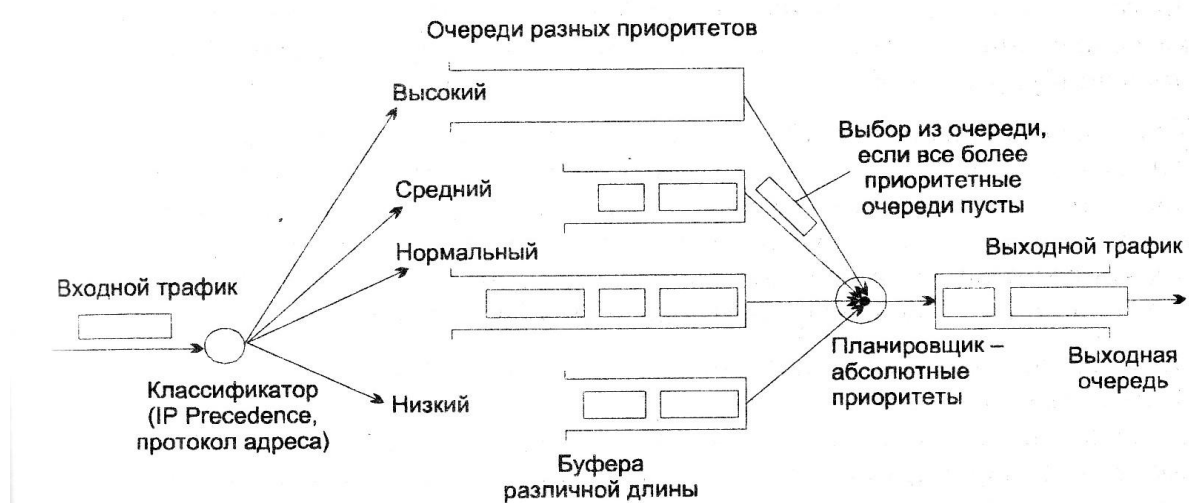 Очереди разных приоритетов
Высокий
Выбор из очереди,
если все более
приоритетные
очереди пусты
Средний
Нормальный
Выходной трафик
Входной трафик
Планировщик –
абсолютные
приоритеты
Выходная
очередь
Классификатор
(IP Precedence,
протокол адреса)
Низкий
Буфера
различной длины